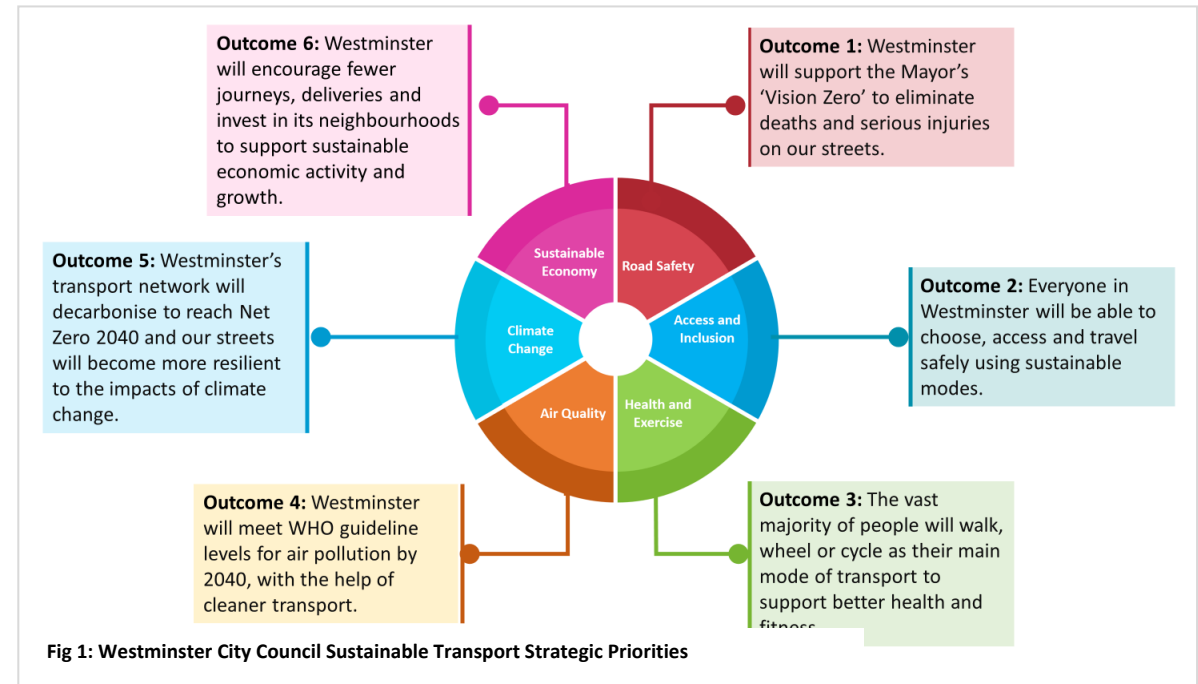 Outcome 6: Westminster
will encourage fewer
journeys, deliveries and
invest in its neighbourhoods
to support sustainable
economic activity and
growth.
Outcome 1: Westminster
will support the Mayor's
'Vision Zero' to eliminate
deaths and serious injuries
on our streets.
Outcome 5: Westminster's
transport network will
decarbonise to reach Net
Zero 2040 and our streets
will become more resilient
to the impacts of climate
change.
Sustainable
Economy
Road Safety
Access and
Inclusion
Health and
Exercise
Air Quality
Climate
Change
Outcome 2: Everyone in
Westminster will be able to
choose, access and travel
safely using sustainable
modes.
Outcome 4: Westminster
will meet WHO guideline
levels for air pollution by
2040, with the help of
cleaner transport.
Outcome 3: The vast
majority of people will walk,
wheel or cycle as their main
mode of transport to
support better health and
fitness.
Fig 1: Westminster City Council Sustainable Transport Strategic Priorities